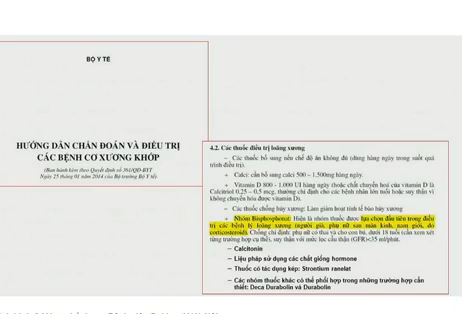 BỘ Y TẾ
HƯỚNG DẪN CHẨN ĐOÁN VÀ ĐIỀU TRỊ
CÁC BỆNH CƠ XƯƠNG KHỚP
(Ban hành kèm theo Quyết định số 361/QĐ-BYT
Ngày 25 tháng 01 năm 2014 của Bộ trưởng Bộ Y tế)
4.2. Các thuốc điều trị loãng xương
− Các thuốc bổ sung nếu chế độ ăn không đủ (dùng hàng ngày trong suốt quá
trình điều trị).
+ Calci: cần bổ sung calci 500 – 1.500mg hàng ngày.
+ Vitamin D 800 - 1.000 UI hàng ngày (hoặc chất chuyển hoá của vitamin D là
Calcitriol 0,25 – 0,5 mcg, thường chỉ định cho các bệnh nhân lớn tuổi hoặc suy thận vì
không chuyển hóa được vitamin D).
− Các thuốc chống hủy xương: Làm giảm hoạt tính tế bào hủy xương
+ Nhóm Bisphosphonat: Hiện là nhóm thuốc được lựa chọn đầu tiên trong điều
trị các bệnh lý loãng xương (người già, phụ nữ sau mãn kinh, nam giới, do
corticosteroid). Chống chỉ định: phụ nữ có thai và cho con bú, dưới 18 tuổi (cần xem xét
từng trường hợp cụ thể), suy thận với mức lọc cầu thận (GFR)<35 ml/phút.
− Calcitonin
− Liệu pháp sử dụng các chất giống hormone
− Thuốc có tác dụng kép: Strontium ranelat
− Các nhóm thuốc khác có thể phối hợp trong những trường hợp cần
thiết: Deca Durabolin và Durabolin